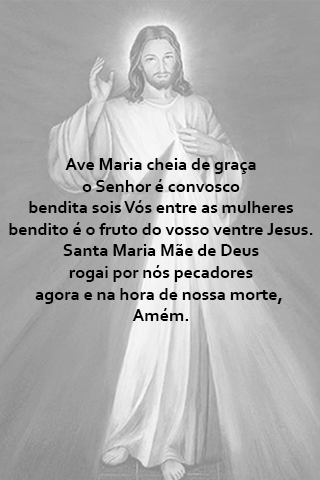 Ave Maria cheia de graça
o Senhor é convosco
bendita sois Vós entre as mulheres
bendito é o fruto do vosso ventre Jesus.
Santa Maria Mãe de Deus
rogai por nós pecadores
agora e na hora de nossa morte,
Amém.